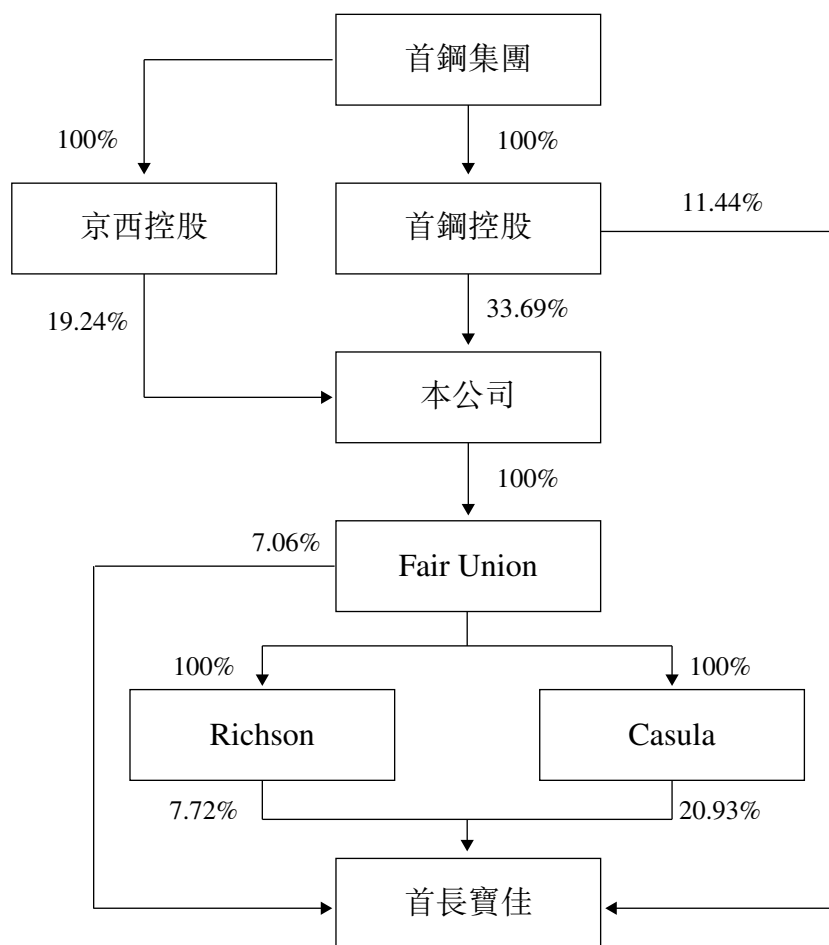 首鋼集團
100%
100%
京西控股
首鋼控股
11.44%
19.24%
33.69%
本公司
100%
7.06%
Fair Union
100%
100%
Richson
Casula
7.72%
20.93%
首長寶佳